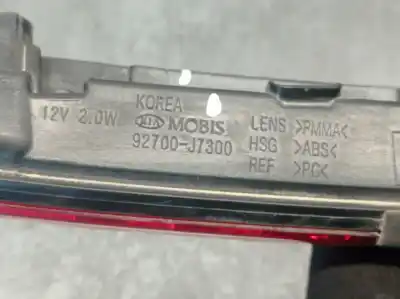 KOREA
12V 2.0W
KIA MOBIS
92700-J7300
LENS >PMMA<
HSG >ABS<
REF >PC<